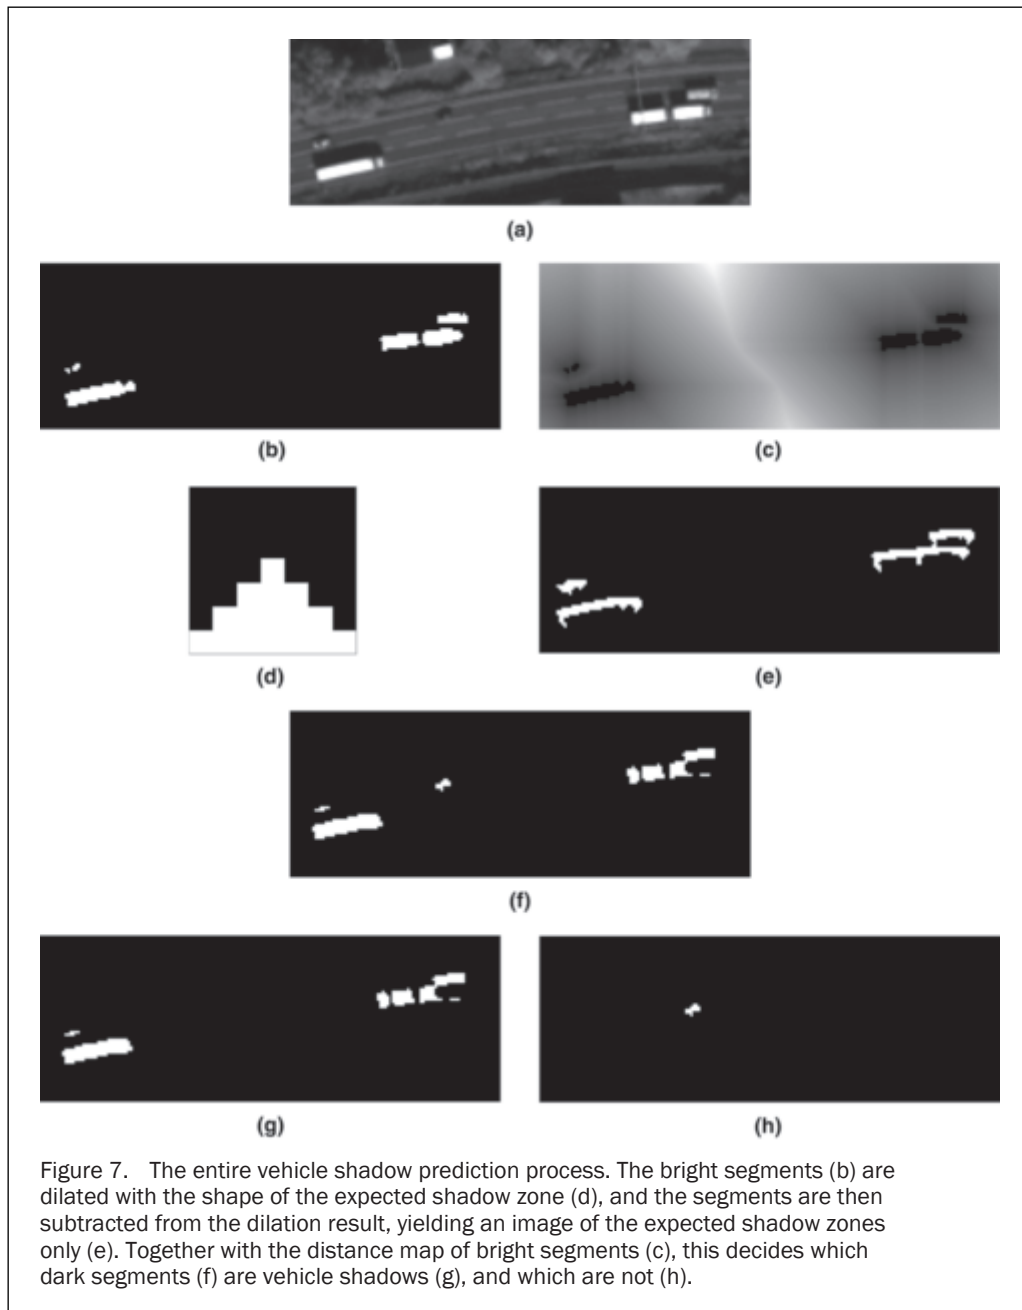 (a)
(b)
(c)
(d)
(e)
(f)
(g)
(h)
Figure 7. The entire vehicle shadow prediction process. The bright segments (b) are
dilated with the shape of the expected shadow zone (d), and the segments are then
subtracted from the dilation result, yielding an image of the expected shadow zones
only (e). Together with the distance map of bright segments (c), this decides which
dark segments (f) are vehicle shadows (g), and which are not (h).